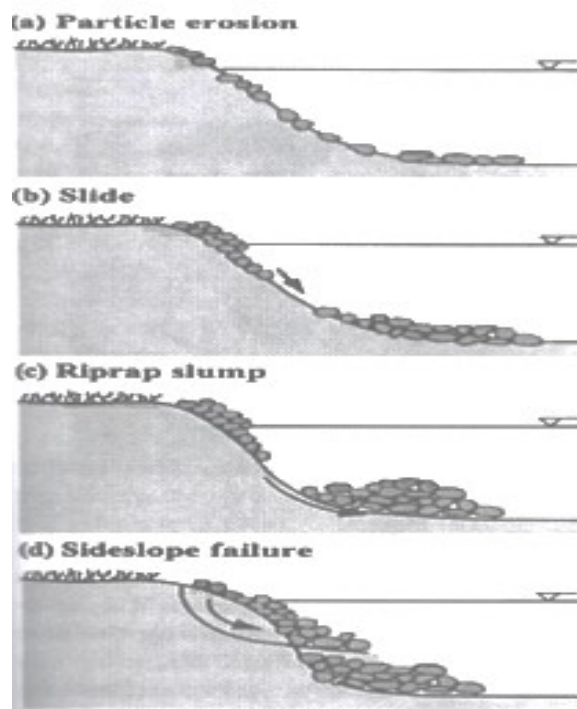 (a) Particle erosion
(b) Slide
(c) Riprap slump
(d) Sideslope failure